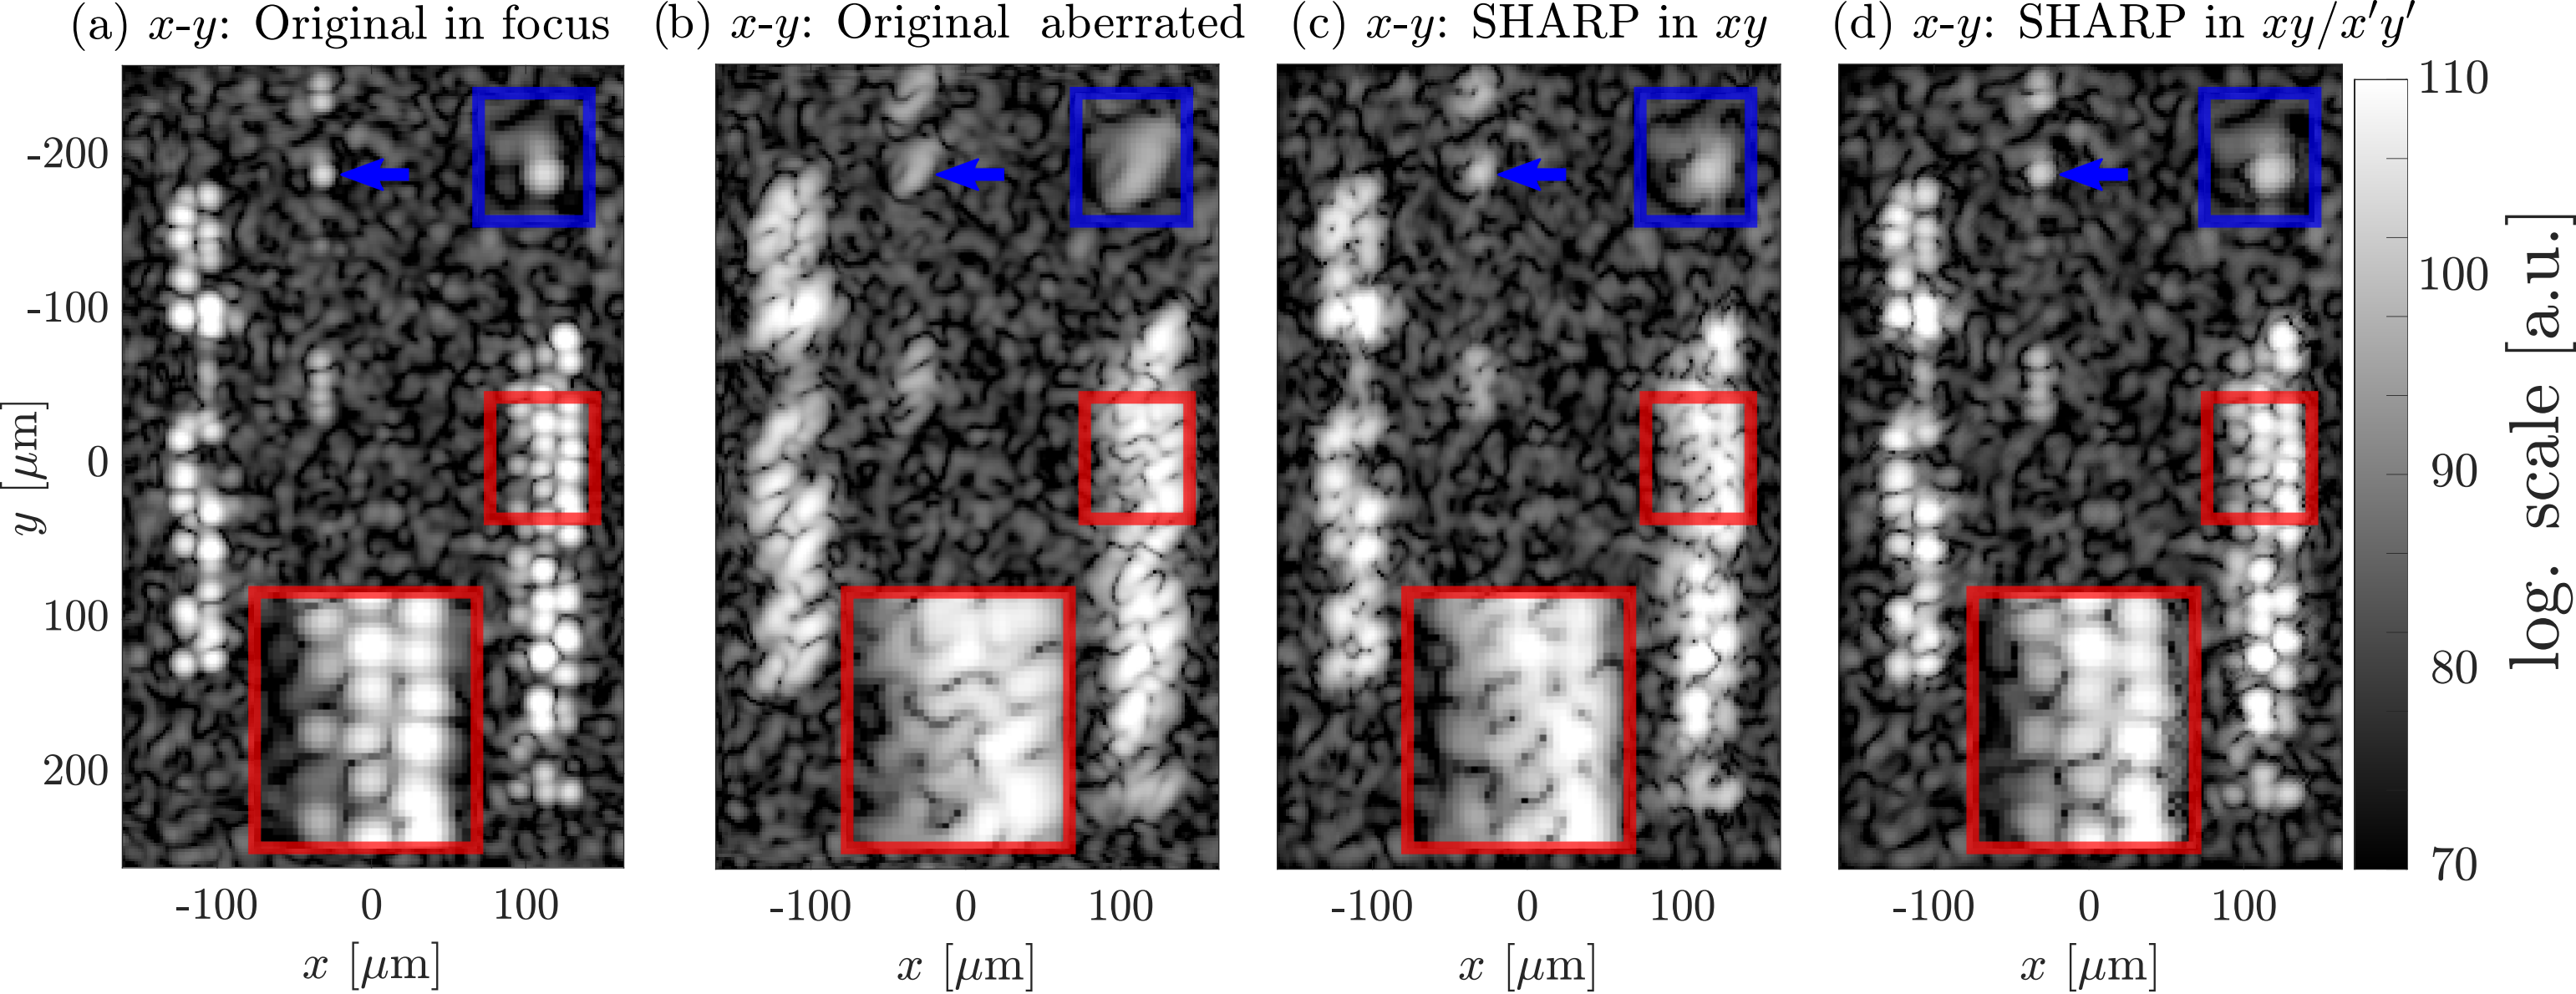 (a) x-y: Original in focus
(b) x-y: Original aberrated
(c) x-y: SHARP in xy
(d) x-y: SHARP in xy/x′y′
-200
-100
0
100
200
y [μm]
-100 0 100
x [μm]
-100 0 100
x [μm]
-100 0 100
x [μm]
-100 0 100
x [μm]
110
100
90
80
70
log. scale [a.u.]